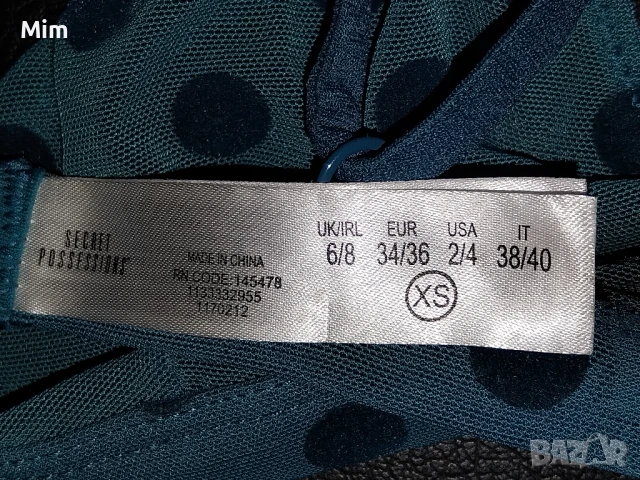 Mim
SECRET
POSSESSIONS
MADE IN CHINA
RN CODE:145478
1133332955
1170212
UK/IRL EUR USA IT
6/8 34/36 2/4 38/40
XS
BAZAR